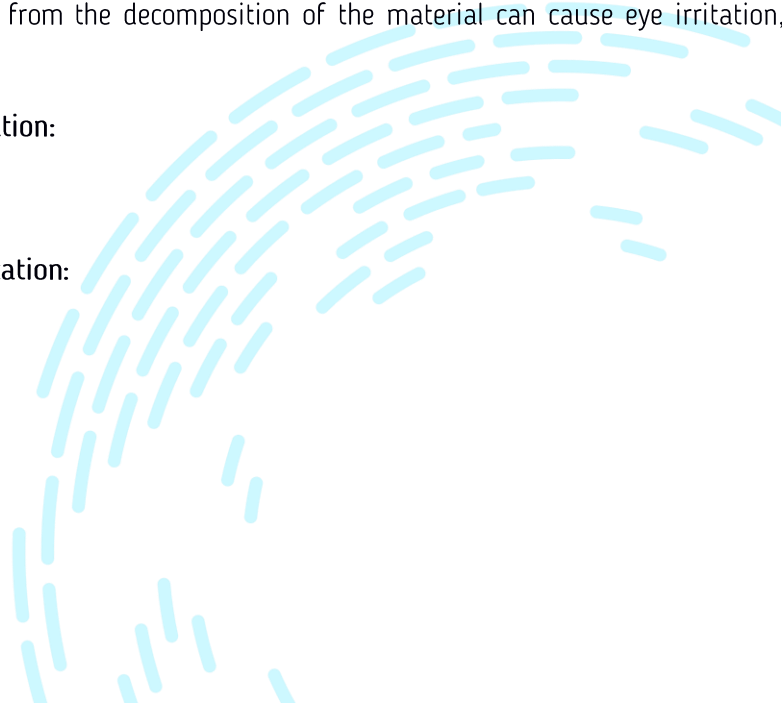 from the decomposition of the material can cause eye irritation,
tion:
ation: